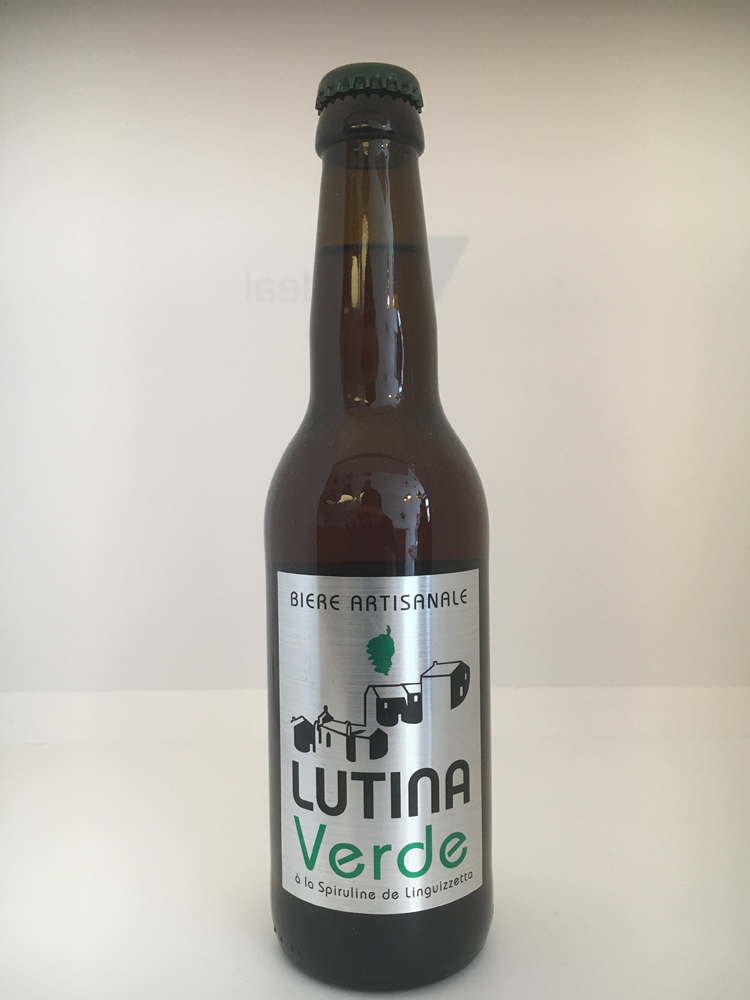 BIERE ARTISANALE
LUTINA
Verde
à la Spiruline de Linguizzetta